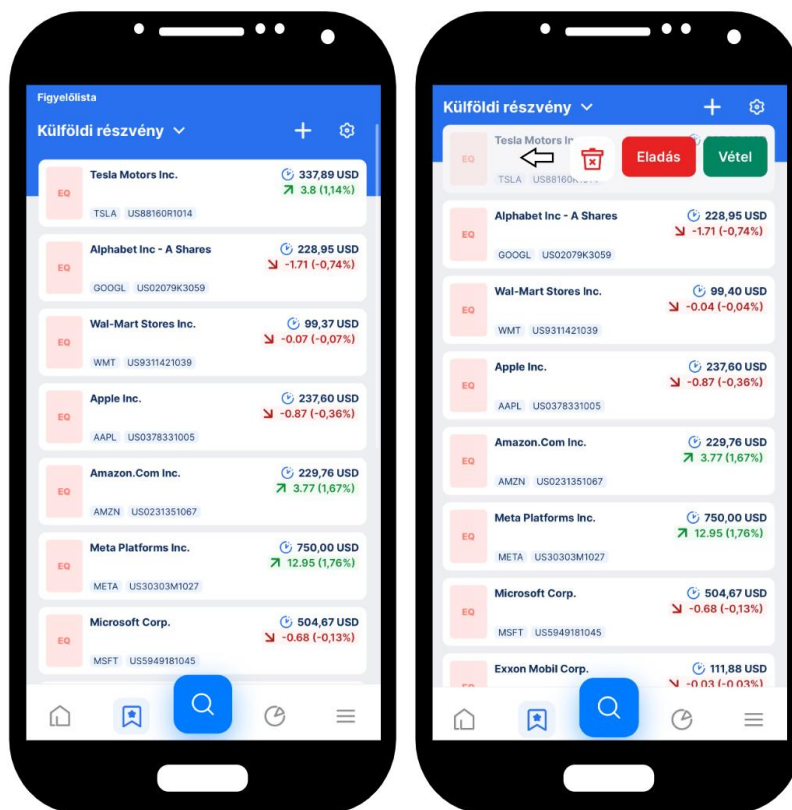 Figyelőlista
Külföldi részvény
Tesla Motors Inc.
337,89 USD
EQ
3.8 (1,14%)
TSLA US88160R1014
Alphabet Inc - A Shares
228,95 USD
EQ
-1.71 (-0,74%)
GOOGL US02079K3059
Wal-Mart Stores Inc.
99,37 USD
EQ
-0.07 (-0,07%)
WMT US9311421039
Apple Inc.
237,60 USD
EQ
-0.87 (-0,36%)
AAPL US0378331005
Amazon.Com Inc.
229,76 USD
EQ
3.77 (1,67%)
AMZN US0231351067
Meta Platforms Inc.
750,00 USD
EQ
12.95 (1,76%)
META US30303M1027
Microsoft Corp.
504,67 USD
EQ
-0.68 (-0,13%)
MSFT US5949181045
Külföldi részvény
Tesla Motors
EQ
Eladás
Vétel
TSLA
Alphabet Inc - A Shares
228,95 USD
EQ
-1.71 (-0,74%)
GOOGL US02079K3059
Wal-Mart Stores Inc.
99,40 USD
EQ
-0.04 (-0,04%)
WMT US9311421039
Apple Inc.
237,60 USD
EQ
-0.87 (-0,36%)
AAPL US0378331005
Amazon.Com Inc.
229,76 USD
EQ
3.77 (1,67%)
AMZN US0231351067
Meta Platforms Inc.
750,00 USD
EQ
12.95 (1,76%)
META US30303M1027
Microsoft Corp.
504,67 USD
EQ
-0.68 (-0,13%)
MSFT US5949181045
Exxon Mobil Corp.
111,88 USD
-0.03 (-0,03%)